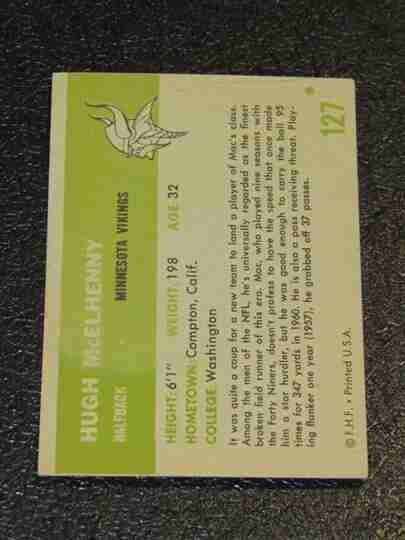 HUGH McELHENNY
HALFBACK MINNESOTA VIKINGS
HEIGHT: 6'1" WEIGHT: 198 AGE: 32
HOMETOWN: Compton, Calif.
COLLEGE: Washington
It was quite a coup for a new team to land a player of Mac's class.
Among the men of the NFL, he's universally regarded as the finest
broken field runner of this era. Mac, who played nine seasons with
the Forty Niners, doesn't profess to have the speed that once made
him a star hurdler, but he was good enough to carry the ball 95
times for 347 yards in 1960. He is also a pass receiving threat. Play-
ing flanker one year (1957), he grabbed off 37 passes.
127
© F.H.F. • Printed U.S.A.